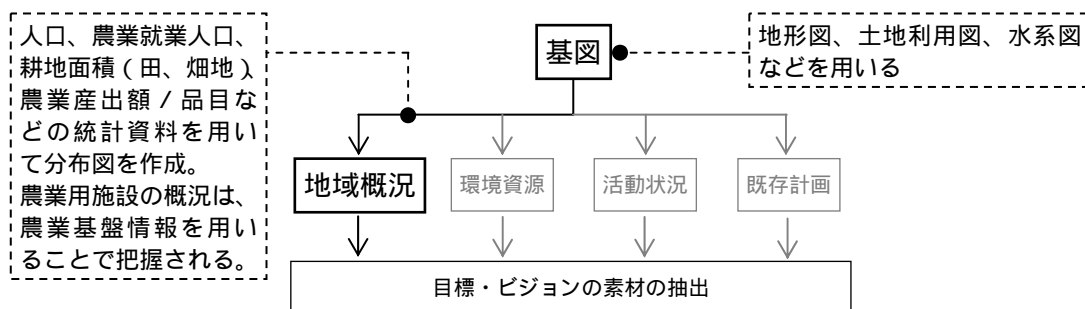 人口、農業就業人口、
耕地面積(田、畑地)、
農業産出額/品目な
どの統計資料を用い
て分布図を作成。
農業用施設の概況は、
農業基盤情報を用い
ることで把握される。
基図
地形図、土地利用図、水系図
などを用いる
地域概況
環境資源
活動状況
既存計画
目標・ビジョンの素材の抽出